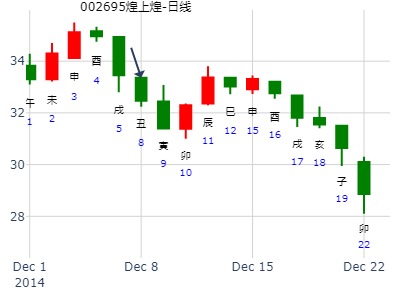 002695煌上煌-日线
34
32
30
28
午
1
未
2
申
3
酉
4
戌
5
丑
8
寅
9
卯
10
辰
11
巳
12
申
15
酉
16
戌
17
亥
18
子
19
卯
22
Dec 1
2014
Dec 8
Dec 15
Dec 22